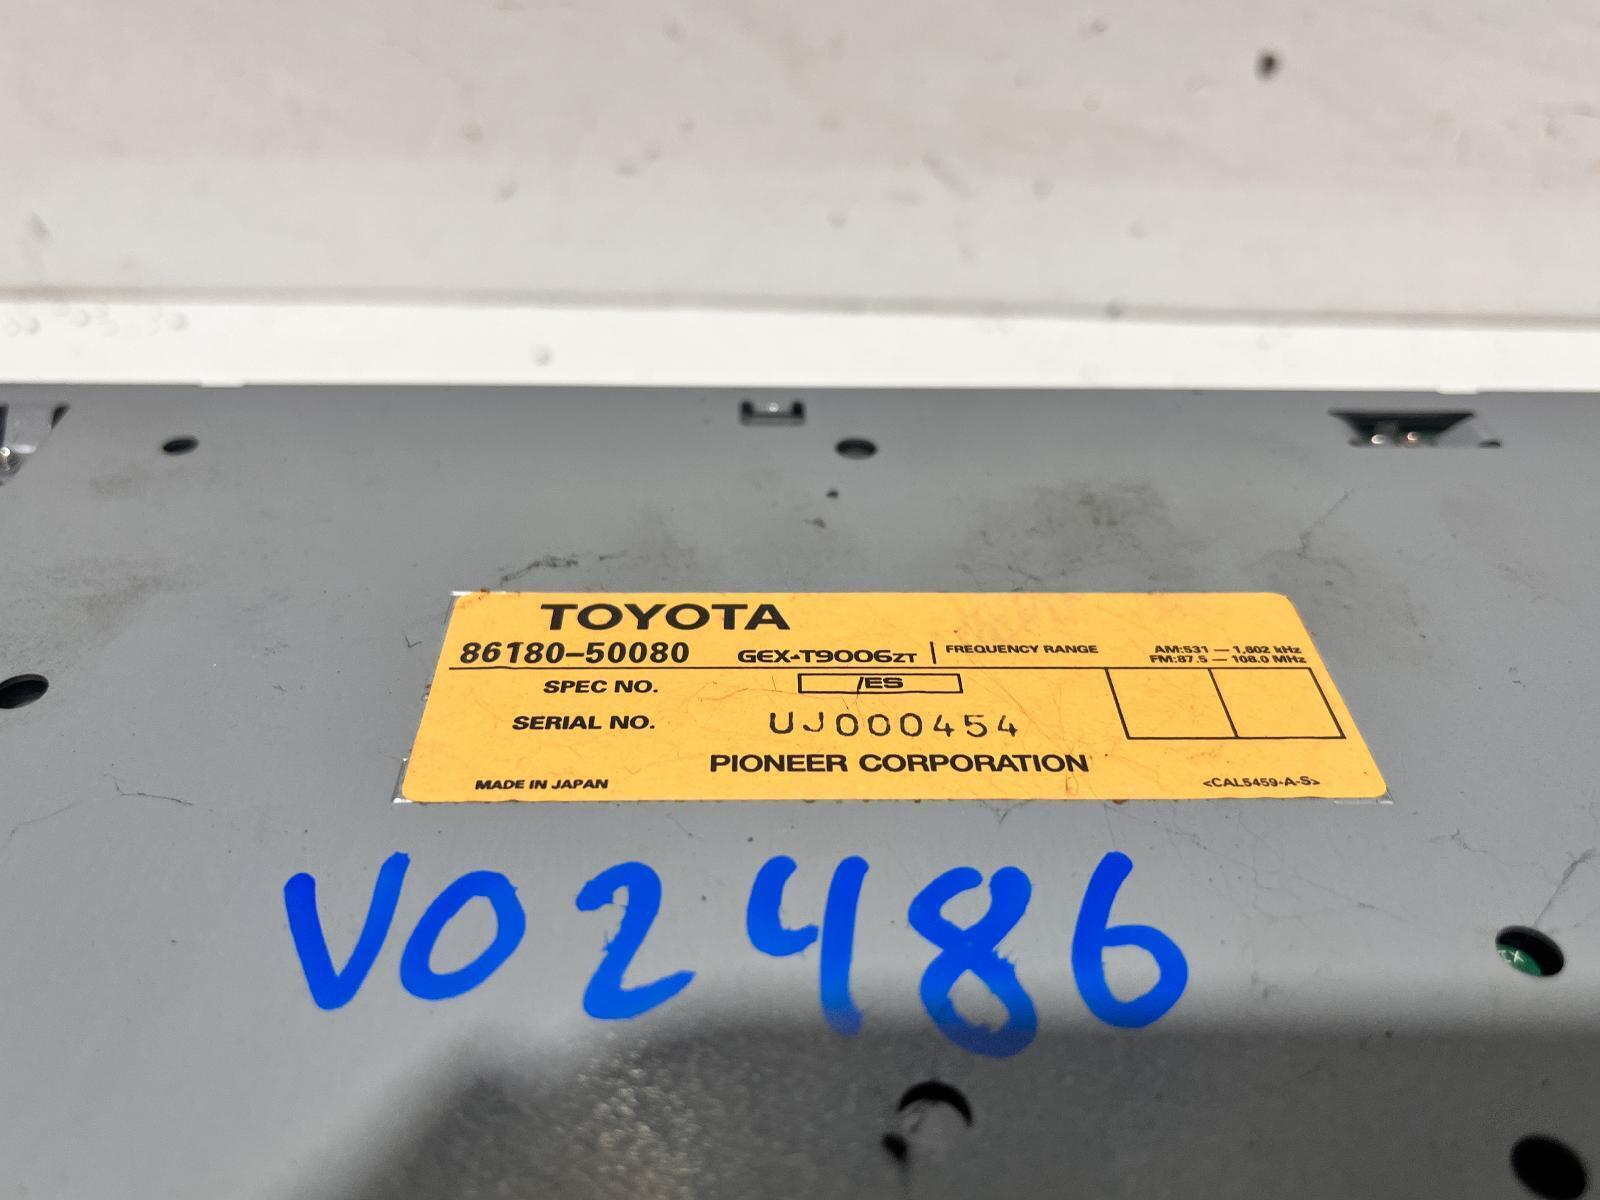 TOYOTA
86180-50080 GEX-T9006ZT FREQUENCY RANGE AM:531 — 1,602 kHz
FM:87.5 — 108.0 MHz
SPEC NO. /ES
SERIAL NO. UJ000454
PIONEER CORPORATION
MADE IN JAPAN <CAL5459-A-S>
V02486